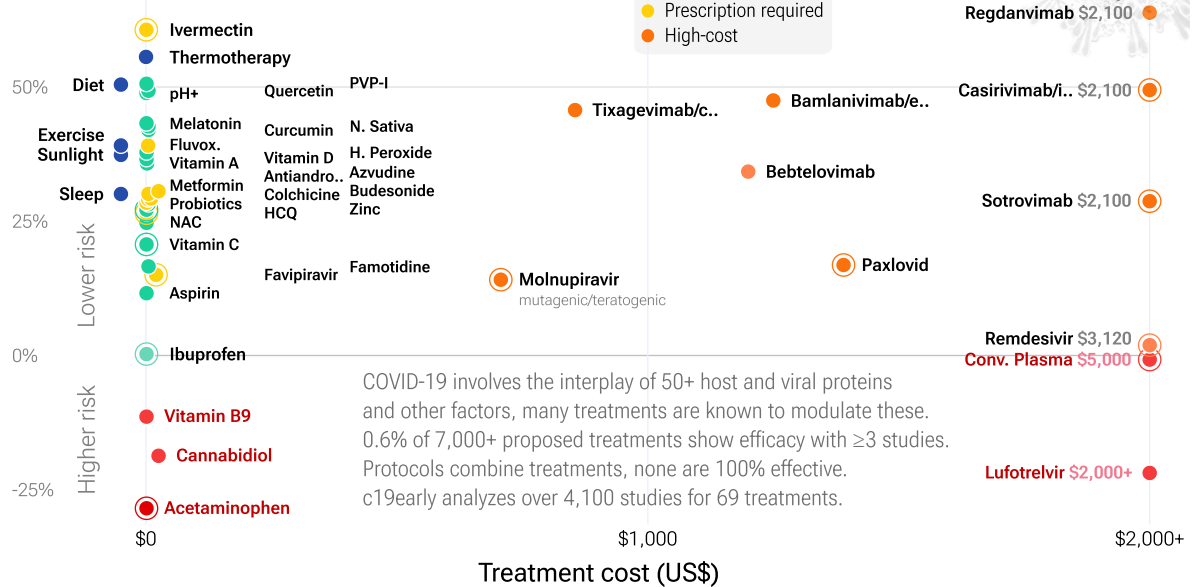 Prescription required
High-cost
Regdanvimab $2,100
Ivermectin
Thermotherapy
50%
Diet
pH+
Quercetin
PVP-I
Casirivimab/i.. $2,100
Tixagevimab/c..
Bamlanivimab/e..
Melatonin
Curcumin
N. Sativa
Exercise
Fluvox.
Sunlight
Vitamin A
Vitamin D
H. Peroxide
Antiandro..
Azvudine
Bebtelovimab
Sleep
Metformin
Colchicine
Budesonide
Probiotics
HCQ
Zinc
Sotrovimab $2,100
25%
NAC
Lower risk
Vitamin C
Favipiravir
Famotidine
Molnupiravir
mutagenic/teratogenic
Paxlovid
Aspirin
Remdesivir $3,120
0%
Ibuprofen
Conv. Plasma $5,000
COVID-19 involves the interplay of 50+ host and viral proteins
and other factors, many treatments are known to modulate these.
0.6% of 7,000+ proposed treatments show efficacy with ≥3 studies.
Protocols combine treatments, none are 100% effective.
c19early analyzes over 4,100 studies for 69 treatments.
Higher risk
Vitamin B9
Cannabidiol
Lufotrelvir $2,000+
-25%
Acetaminophen
$0
$1,000
$2,000+
Treatment cost (US$)